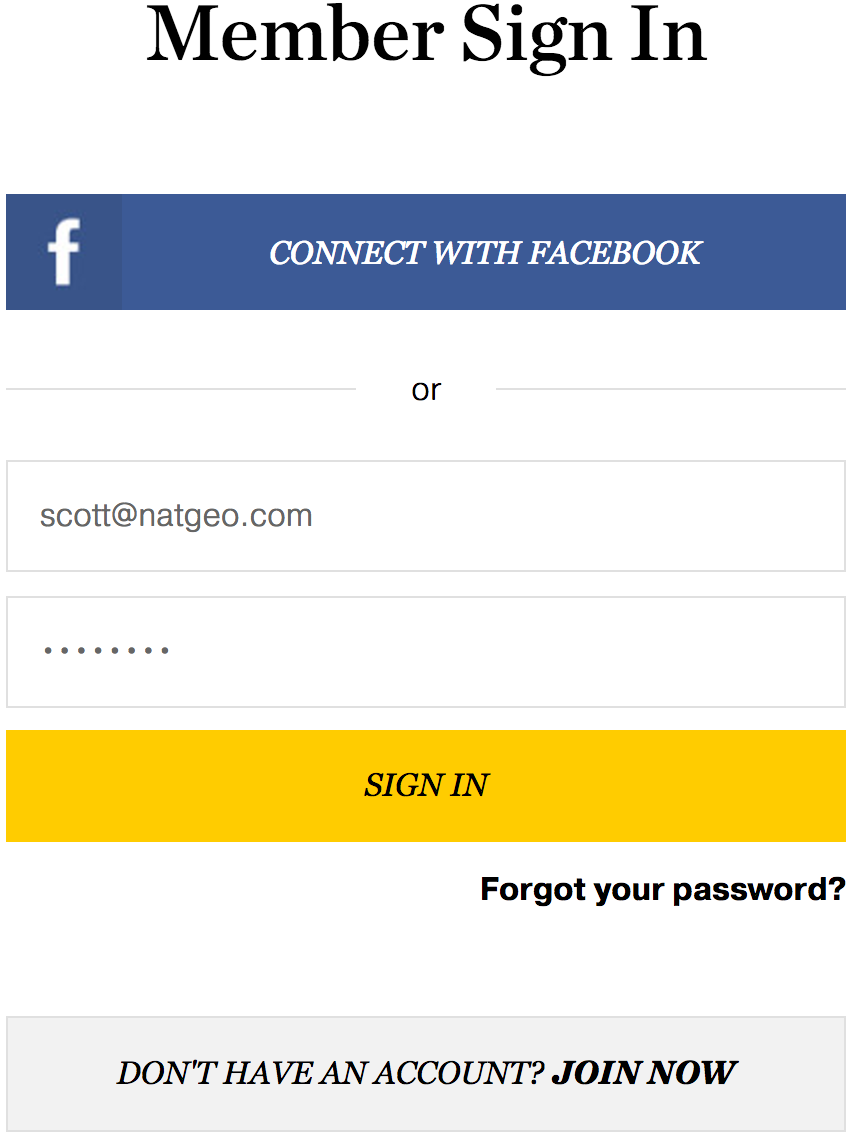 Member Sign In
f
CONNECT WITH FACEBOOK
or
scott@natgeo.com
••••••••
SIGN IN
Forgot your password?
DON'T HAVE AN ACCOUNT? JOIN NOW